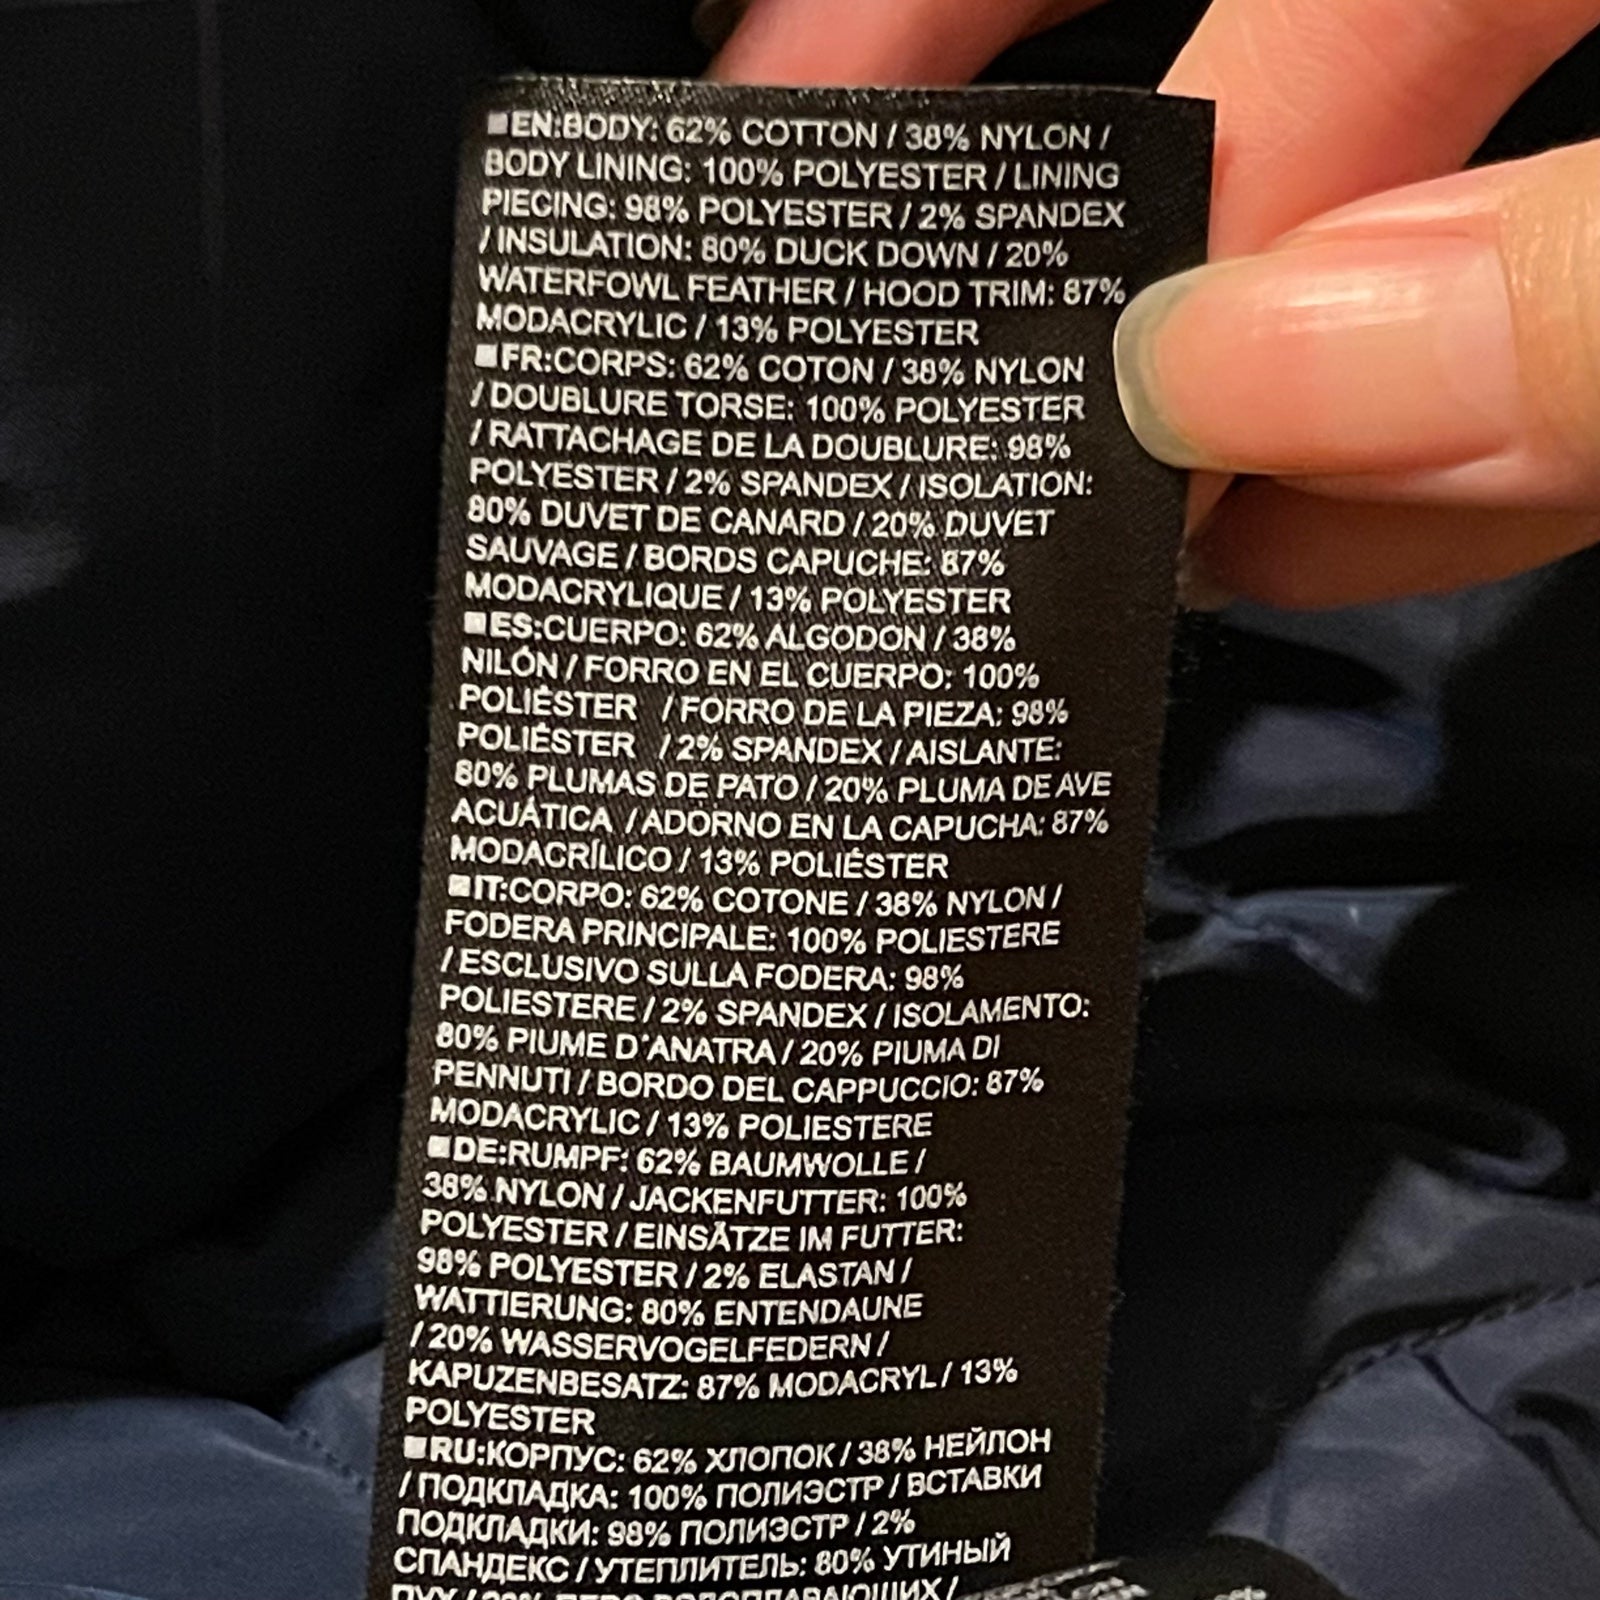 ■EN:BODY: 62% COTTON / 38% NYLON /
BODY LINING: 100% POLYESTER / LINING
PIECING: 98% POLYESTER / 2% SPANDEX
/ INSULATION: 80% DUCK DOWN / 20%
WATERFOWL FEATHER / HOOD TRIM: 87%
MODACRYLIC / 13% POLYESTER
■FR:CORPS: 62% COTON / 38% NYLON
/ DOUBLURE TORSE: 100% POLYESTER
/ RATTACHAGE DE LA DOUBLURE: 98%
POLYESTER / 2% SPANDEX / ISOLATION:
80% DUVET DE CANARD / 20% DUVET
SAUVAGE / BORDS CAPUCHE: 87%
MODACRYLIQUE / 13% POLYESTER
■ES:CUERPO: 62% ALGODON / 38%
NILÓN / FORRO EN EL CUERPO: 100%
POLIÉSTER / FORRO DE LA PIEZA: 98%
POLIÉSTER / 2% SPANDEX / AISLANTE:
80% PLUMAS DE PATO / 20% PLUMA DE AVE
ACUÁTICA / ADORNO EN LA CAPUCHA: 87%
MODACRÍLICO / 13% POLIÉSTER
■IT:CORPO: 62% COTONE / 38% NYLON /
FODERA PRINCIPALE: 100% POLIESTERE
/ ESCLUSIVO SULLA FODERA: 98%
POLIESTERE / 2% SPANDEX / ISOLAMENTO:
80% PIUME D'ANATRA / 20% PIUMA DI
PENNUTI / BORDO DEL CAPPUCCIO: 87%
MODACRYLIC / 13% POLIESTERE
■DE:RUMPF: 62% BAUMWOLLE /
38% NYLON / JACKENFUTTER: 100%
POLYESTER / EINSÄTZE IM FUTTER:
98% POLYESTER / 2% ELASTAN /
WATTIERUNG: 80% ENTENDAUNE
/ 20% WASSERVOGELFEDERN /
KAPUZENBESATZ: 87% MODACRYL / 13%
POLYESTER
■RU:КОРПУС: 62% ХЛОПОК / 38% НЕЙЛОН
/ ПОДКЛАДКА: 100% ПОЛИЭСТР / ВСТАВКИ
ПОДКЛАДКИ: 98% ПОЛИЭСТР / 2%
СПАНДЕКС / УТЕПЛИТЕЛЬ: 80% УТИНЫЙ
ПУХ / 20% ПЕРО ВОДОПЛАВАЮЩИХ /